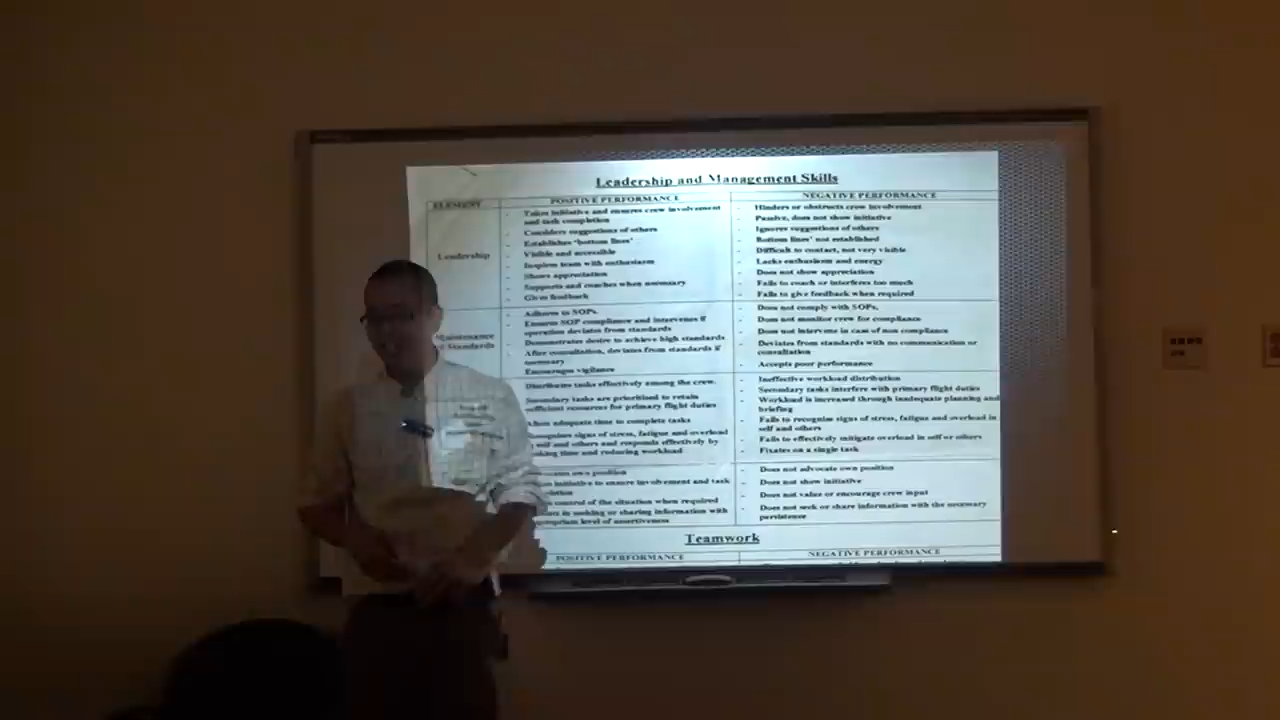 Leadership and Management Skills
ELEMENT
POSITIVE PERFORMANCE
NEGATIVE PERFORMANCE
Leadership
- Takes initiative and ensures crew involvement
and task completion
- Considers suggestions of others
- Establishes 'bottom lines'
- Visible and accessible
- Inspires team with enthusiasm
- Shows appreciation
- Supports and coaches when necessary
- Gives feedback
- Hinders or obstructs crew involvement
- Passive, does not show initiative
- Ignores suggestions of others
- Bottom lines' not established
- Difficult to contact, not very visible
- Lacks enthusiasm and energy
- Does not show appreciation
- Fails to coach or interferes too much
- Fails to give feedback when required
Maintenance
Standards
- Adheres to SOPs.
- Ensures SOP compliance and intervenes if
operation deviates from standards
- Demonstrates desire to achieve high standards
- After consultation, deviates from standards if
necessary
- Encourages vigilance
- Does not comply with SOPs,
- Does not monitor crew for compliance
- Does not intervene in case of non compliance
- Deviates from standards with no communication or
consultation
- Accepts poor performance
Distributes tasks effectively among the crew.
Secondary tasks are prioritised to retain
sufficient resources for primary flight duties
adequate time to complete tasks
signs of stress, fatigue and overload
self and others and responds effectively by
time and reducing workload
- Ineffective workload distribution
- Secondary tasks interfere with primary flight duties
- Workload is increased through inadequate planning and
briefing
- Fails to recognise signs of stress, fatigue and overload in
self and others
- Fails to effectively mitigate overload in self or others
- Fixates on a single task
own position
initiative to ensure involvement and task
control of the situation when required
in seeking or sharing information with
level of assertiveness
- Does not advocate own position
- Does not show initiative
- Does not value or encourage crew input
- Does not seek or share information with the necessary
persistence
Teamwork
POSITIVE PERFORMANCE
NEGATIVE PERFORMANCE